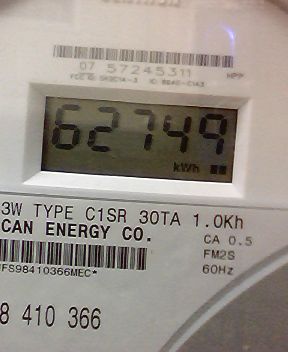 07 57245311 HPP
62749
kWh
3W TYPE C1SR 30TA 1.0Kh
CAN ENERGY CO. CA 0.5
FM2S
FS98410366MEC* 60Hz
8 410 366